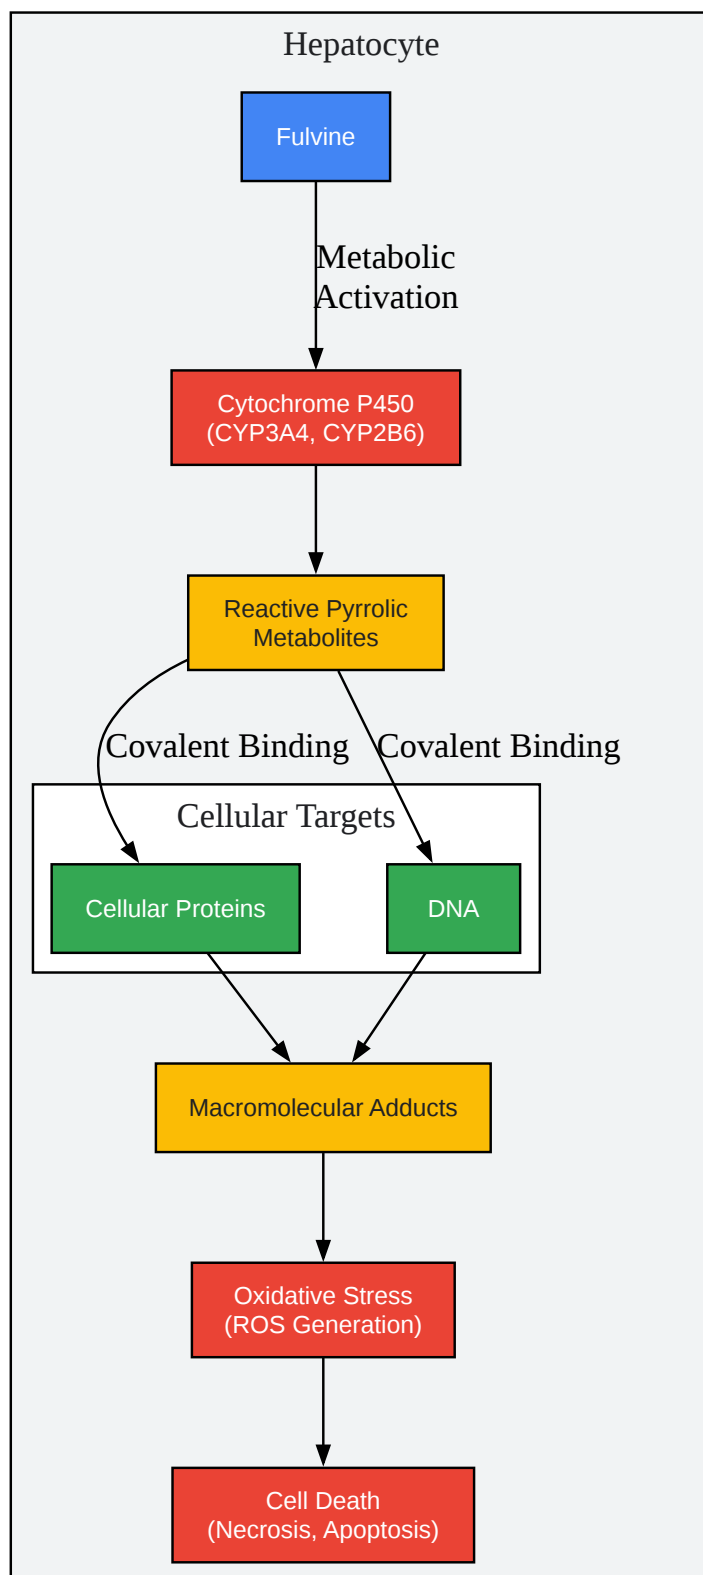 Hepatocyte
Fulvine
Metabolic
Activation
Cytochrome P450
(CYP3A4, CYP2B6)
Reactive Pyrrolic
Metabolites
Covalent Binding
Covalent Binding
Cellular Targets
Cellular Proteins
DNA
Macromolecular Adducts
Oxidative Stress
(ROS Generation)
Cell Death
(Necrosis, Apoptosis)